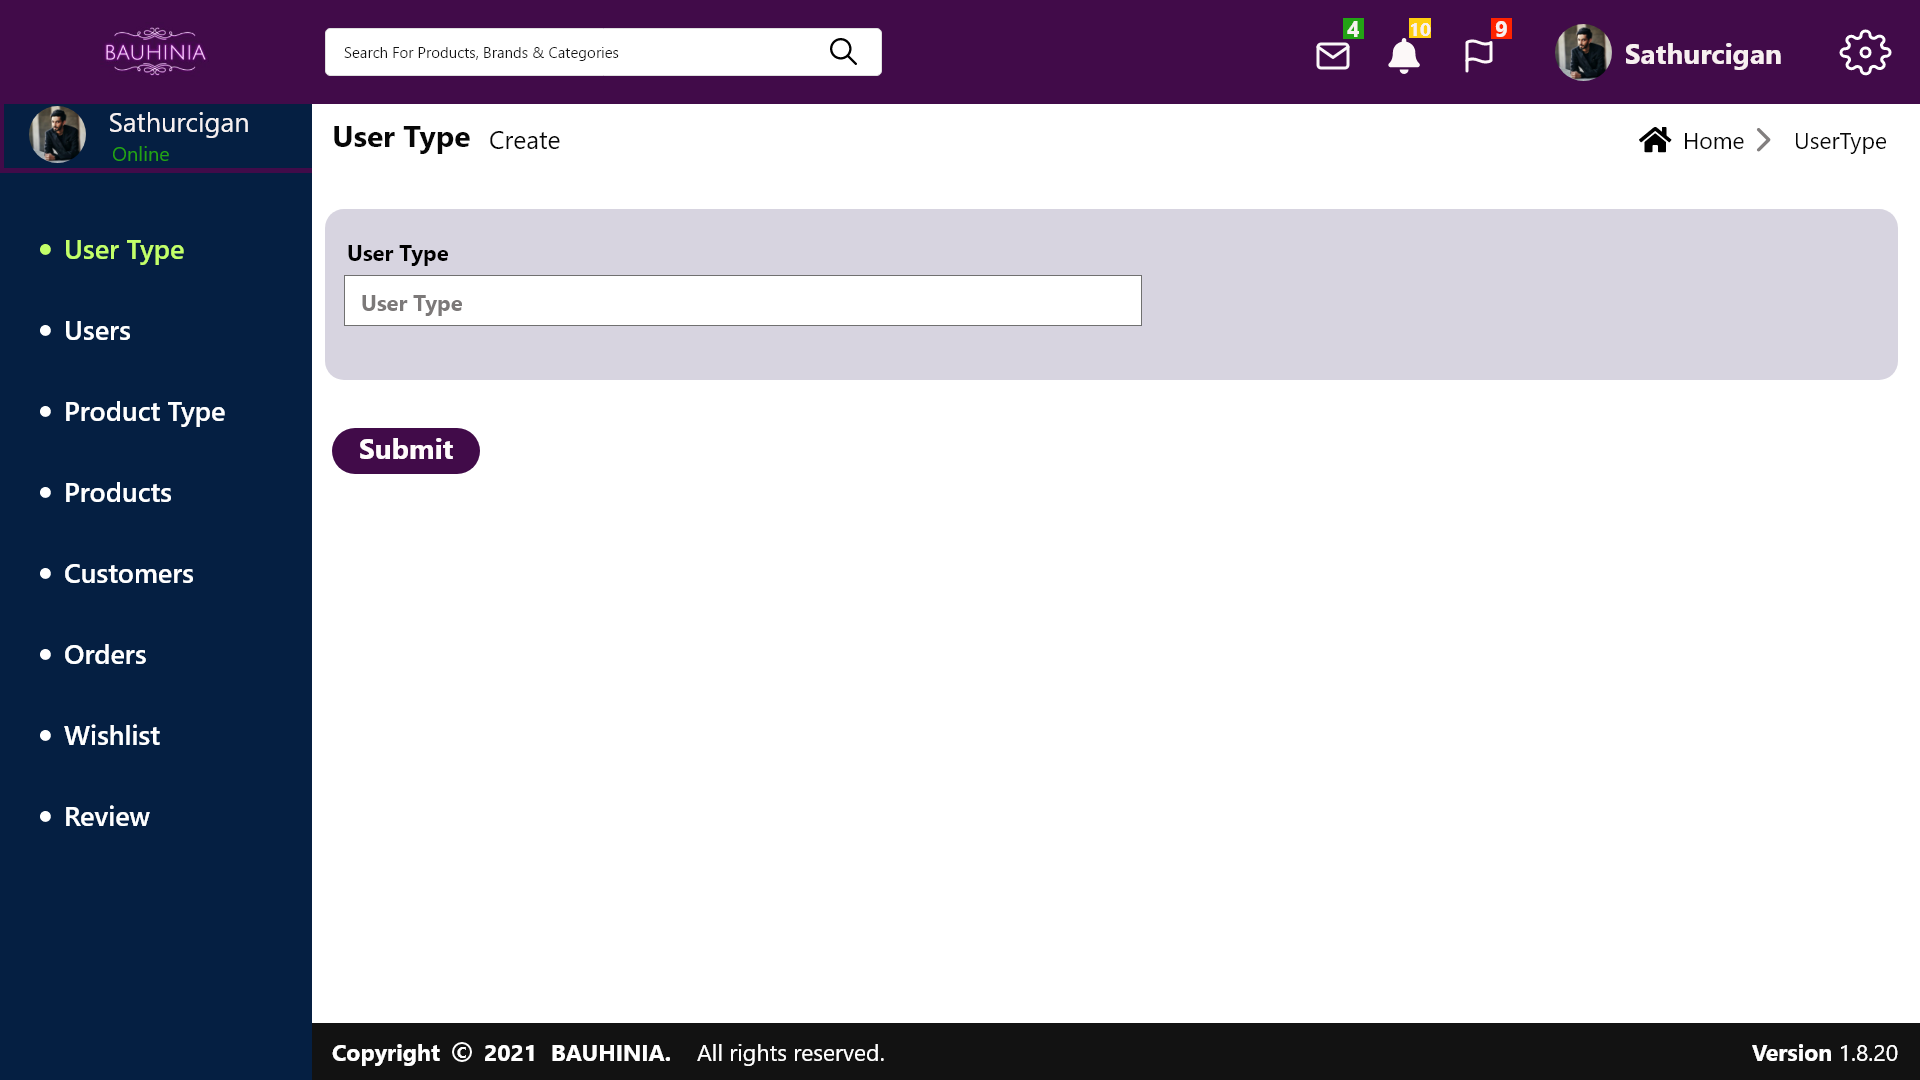 BAUHINIA
Search For Products, Brands & Categories
4
10
9
Sathurcigan
Sathurcigan
Online
User Type Create
Home UserType
User Type
Users
Product Type
Products
Customers
Orders
Wishlist
Review
User Type
User Type
Submit
Copyright © 2021 BAUHINIA. All rights reserved.
Version 1.8.20